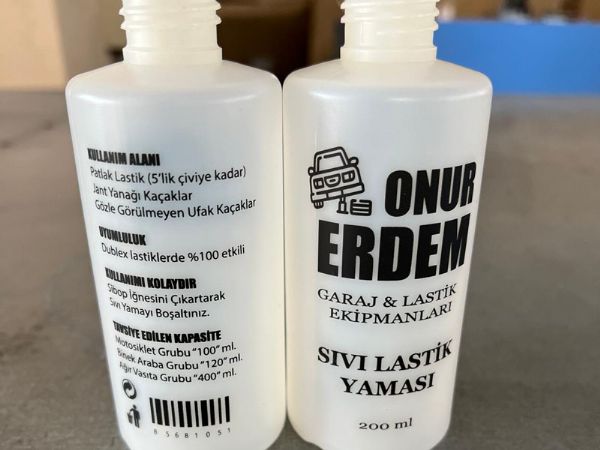 KULLANIM ALANI
Patlak Lastik (5'lik çiviye kadar)
Jant Yanağı Kaçaklar
Gözle Görülmeyen Ufak Kaçaklar
UYUMLULUK
Dublex lastiklerde %100 etkili
KULLANIMI KOLAYDIR
Sibop İğnesini Çıkartarak
Sıvı Yamayı Boşaltınız.
TAVSİYE EDİLEN KAPASİTE
Motosiklet Grubu "100" ml.
Binek Araba Grubu "120" ml.
Ağır Vasıta Grubu "400" ml.
85681051
ONUR
ERDEM
GARAJ & LASTİK
EKİPMANLARI
SIVI LASTİK
YAMASI
200 ml